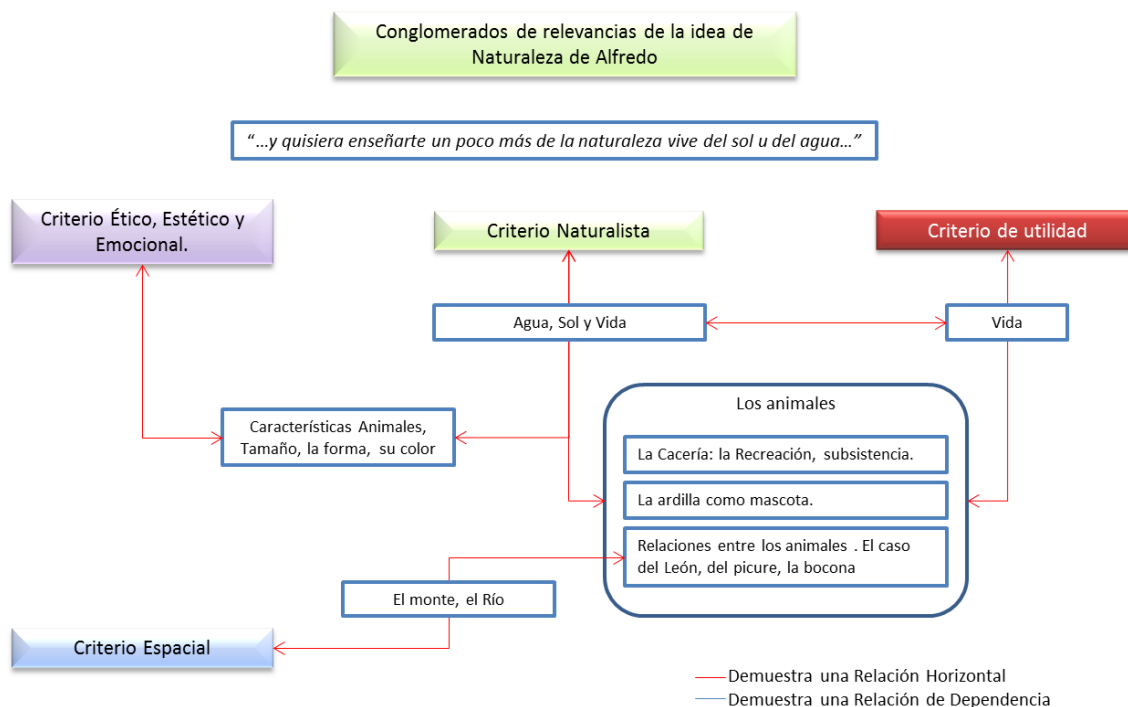 Conglomerados de relevancias de la idea de
Naturaleza de Alfredo
“…y quisiera enseñarte un poco más de la naturaleza vive del sol u del agua…”
Criterio Ético, Estético y
Emocional.
Criterio Naturalista
Criterio de utilidad
Agua, Sol y Vida
Vida
Los animales
Características Animales,
Tamaño, la forma, su color
La Cacería: la Recreación, subsistencia.
La ardilla como mascota.
Relaciones entre los animales . El caso
del León, del picure, la bocona
El monte, el Río
Criterio Espacial
Demuestra una Relación Horizontal
Demuestra una Relación de Dependencia